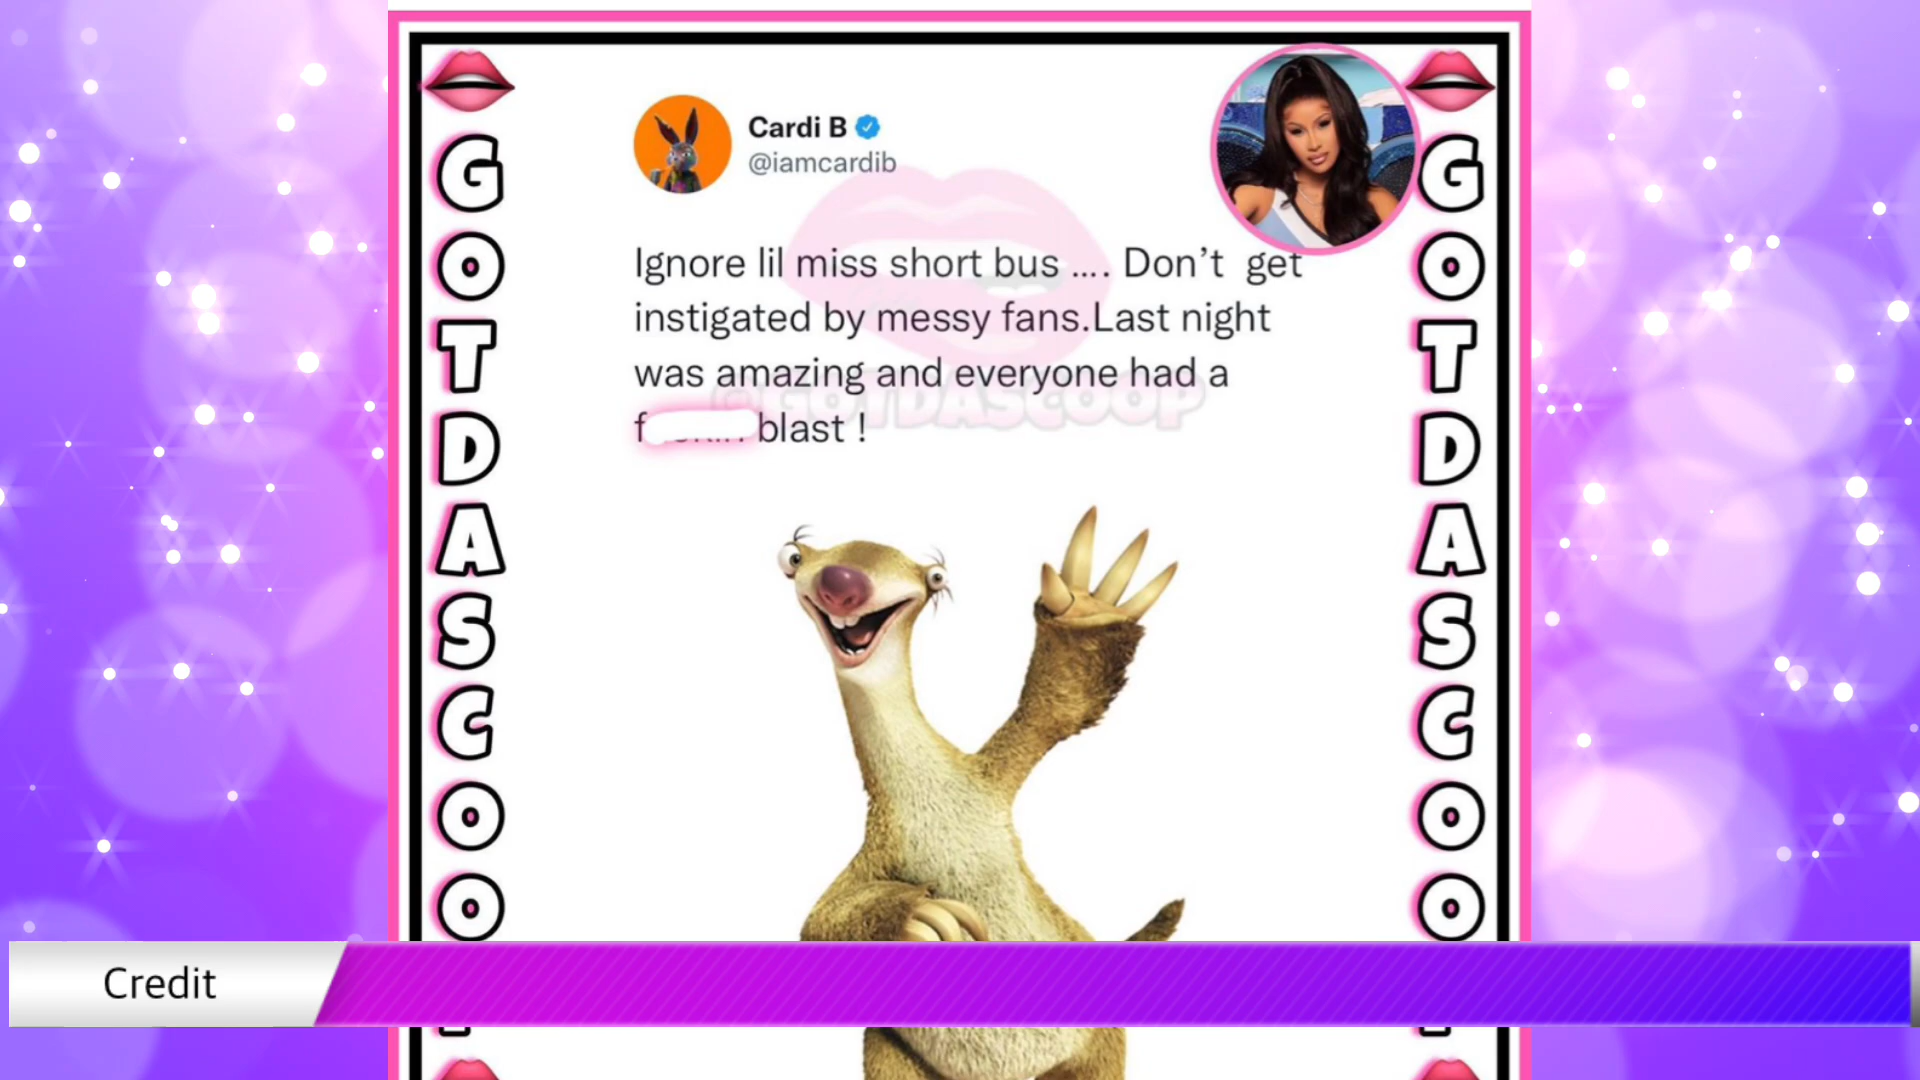 Cardi B
@iamcardib
Ignore lil miss short bus .... Don't get
instigated by messy fans.Last night
was amazing and everyone had a
blast !
@GOTDASCOOP
GOTDASCOO
GOTDASCOO
Credit